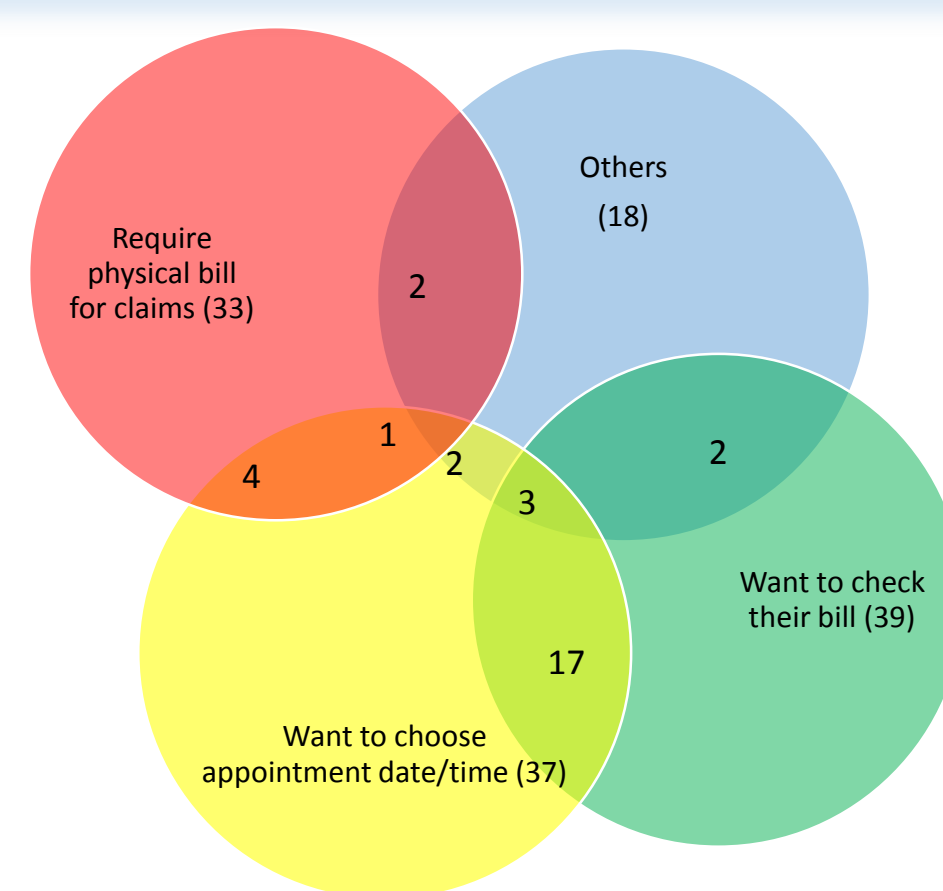 Others
(18)
Require
physical bill
for claims (33)
2
1
4
2
3
2
Want to check
their bill (39)
17
Want to choose
appointment date/time (37)